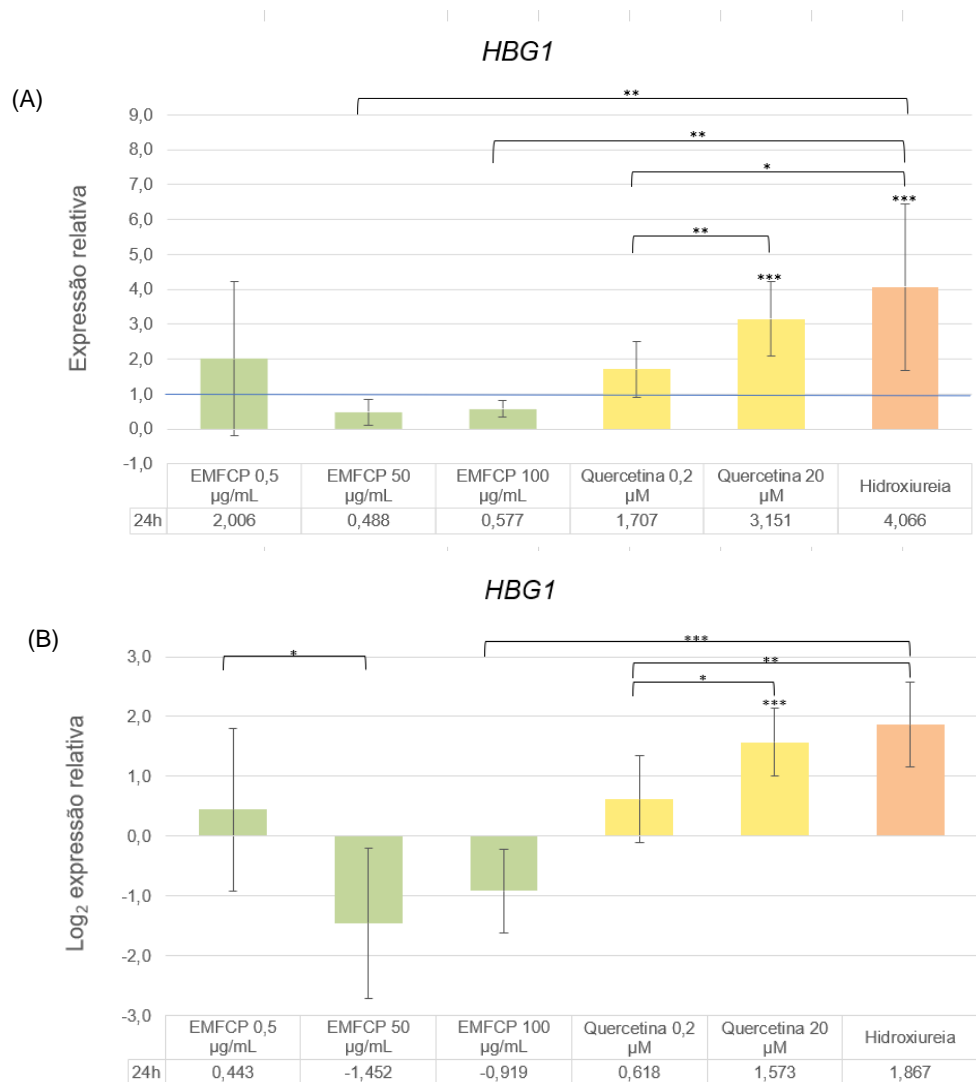 HBG1
(A)
**
**
*
**
***
***
Expressão relativa
9,0
8,0
7,0
6,0
5,0
4,0
3,0
2,0
1,0
0,0
-1,0
EMFCP 0,5 µg/mL
EMFCP 50 µg/mL
EMFCP 100 µg/mL
Quercetina 0,2 µM
Quercetina 20 µM
Hidroxiureia
24h 2,006 0,488 0,577 1,707 3,151 4,066
HBG1
(B)
*
***
**
*
***
Log₂ expressão relativa
3,0
2,0
1,0
0,0
-1,0
-2,0
-3,0
EMFCP 0,5 µg/mL
EMFCP 50 µg/mL
EMFCP 100 µg/mL
Quercetina 0,2 µM
Quercetina 20 µM
Hidroxiureia
24h 0,443 -1,452 -0,919 0,618 1,573 1,867